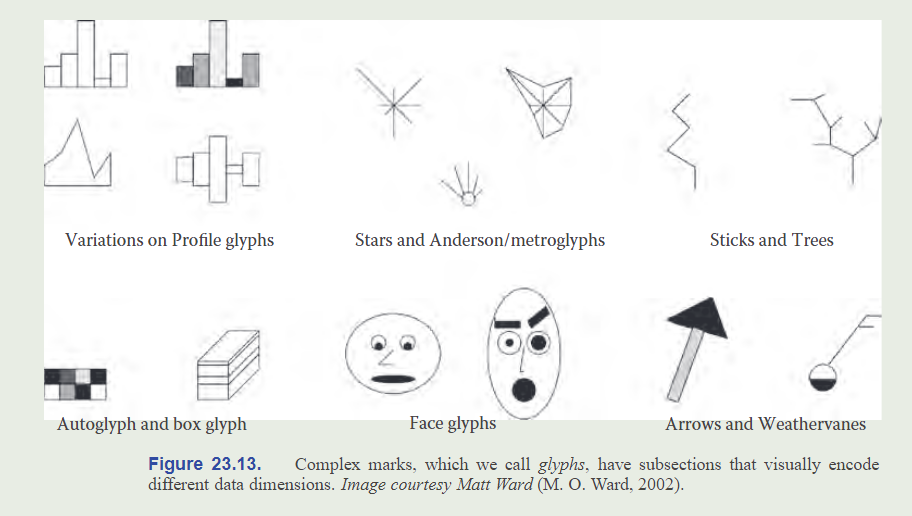 Variations on Profile glyphs
Stars and Anderson/metroglyphs
Sticks and Trees
Autoglyph and box glyph
Face glyphs
Arrows and Weathervanes
Figure 23.13. Complex marks, which we call glyphs, have subsections that visually encode
different data dimensions. Image courtesy Matt Ward (M. O. Ward, 2002).